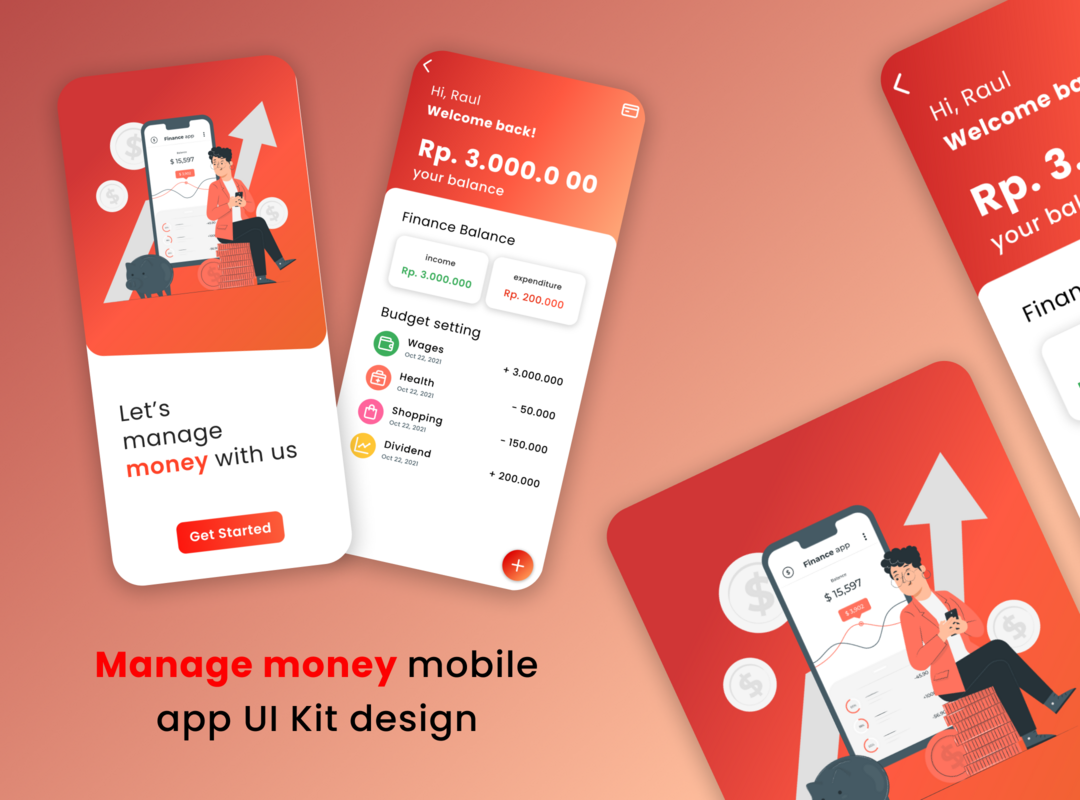 Finance app
Balance
$ 15,597
Let's
manage
money with us
Get Started
Hi, Raul
Welcome back!
Rp. 3.000.0 00
your balance
Finance Balance
income
Rp. 3.000.000
expenditure
Rp. 200.000
Budget setting
Wages
Oct 22, 2021
+ 3.000.000
Health
Oct 22, 2021
- 50.000
Shopping
Oct 22, 2021
- 150.000
Dividend
Oct 22, 2021
+ 200.000
Manage money mobile
app UI Kit design
Hi, Raul
Welcome ba
Rp. 3.
your bal
Finan
Finance app
Balance
$ 15,597
$ 3,902